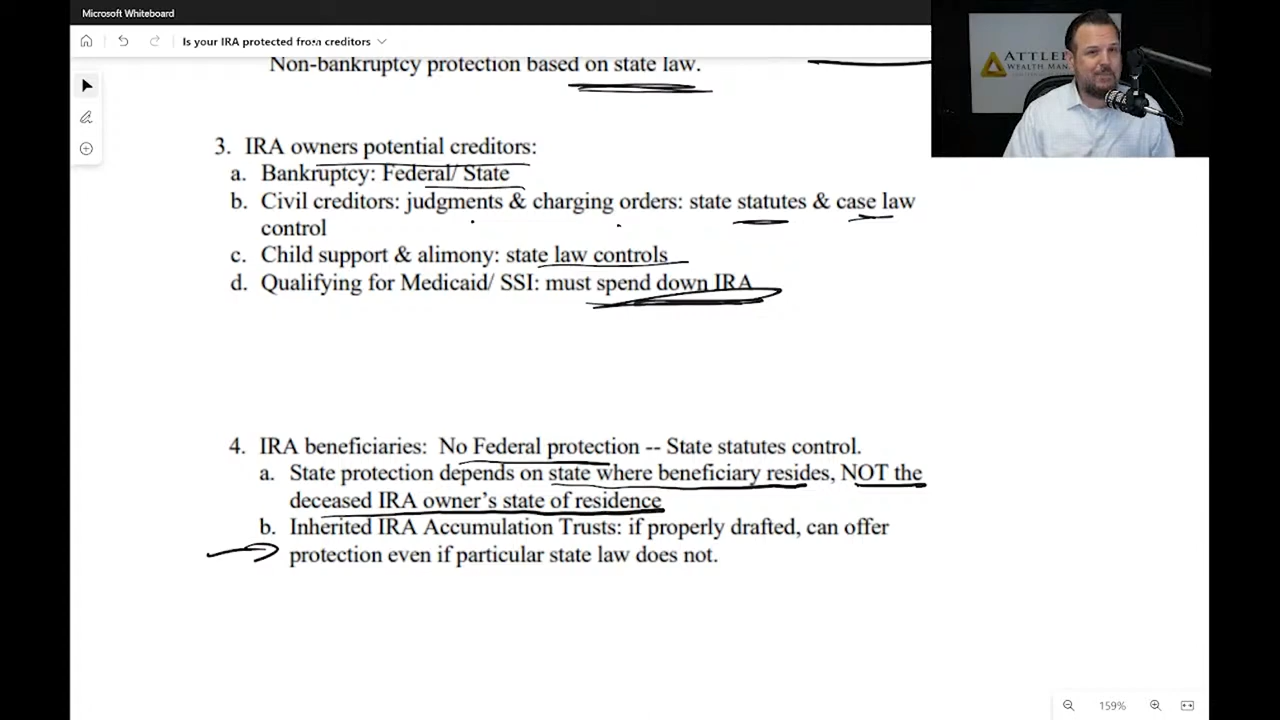 Microsoft Whiteboard
Is your IRA protected from creditors
Non-bankruptcy protection based on state law.
3. IRA owners potential creditors:
a. Bankruptcy: Federal/ State
b. Civil creditors: judgments & charging orders: state statutes & case law
control
c. Child support & alimony: state law controls
d. Qualifying for Medicaid/ SSI: must spend down IRA
4. IRA beneficiaries: No Federal protection -- State statutes control.
a. State protection depends on state where beneficiary resides, NOT the
deceased IRA owner's state of residence
b. Inherited IRA Accumulation Trusts: if properly drafted, can offer
protection even if particular state law does not.
159%